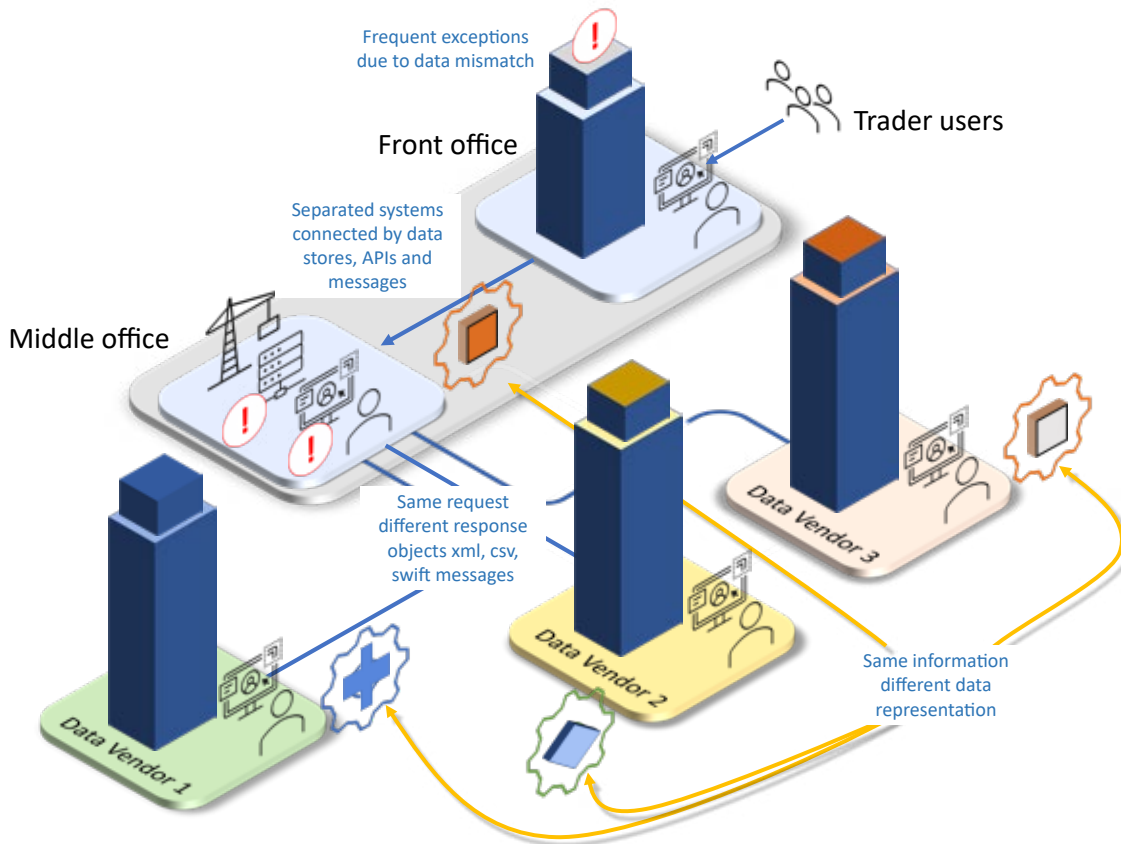 Frequent exceptions
due to data mismatch
Trader users
Front office
Separated systems
connected by data
stores, APIs and
messages
Middle office
Same request
different response
objects xml, csv,
swift messages
Data Vendor 3
Data Vendor 2
Same information
different data
representation
Data Vendor 1